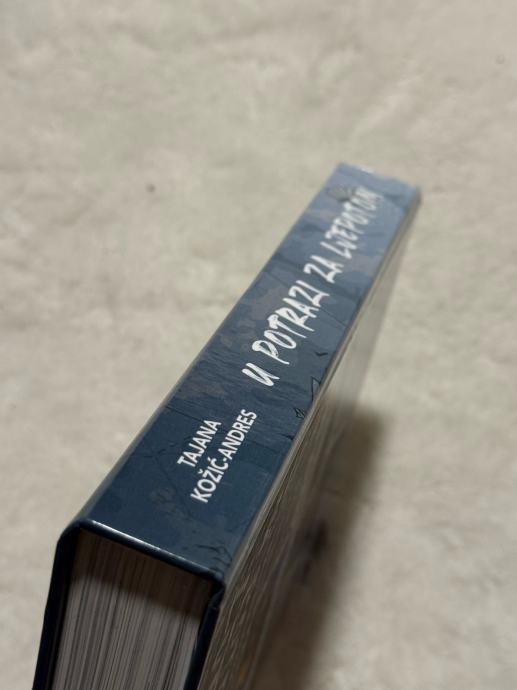 TAJANA
KOŽIĆ-ANDRES
U POTRAZI ZA LJEPOTOM